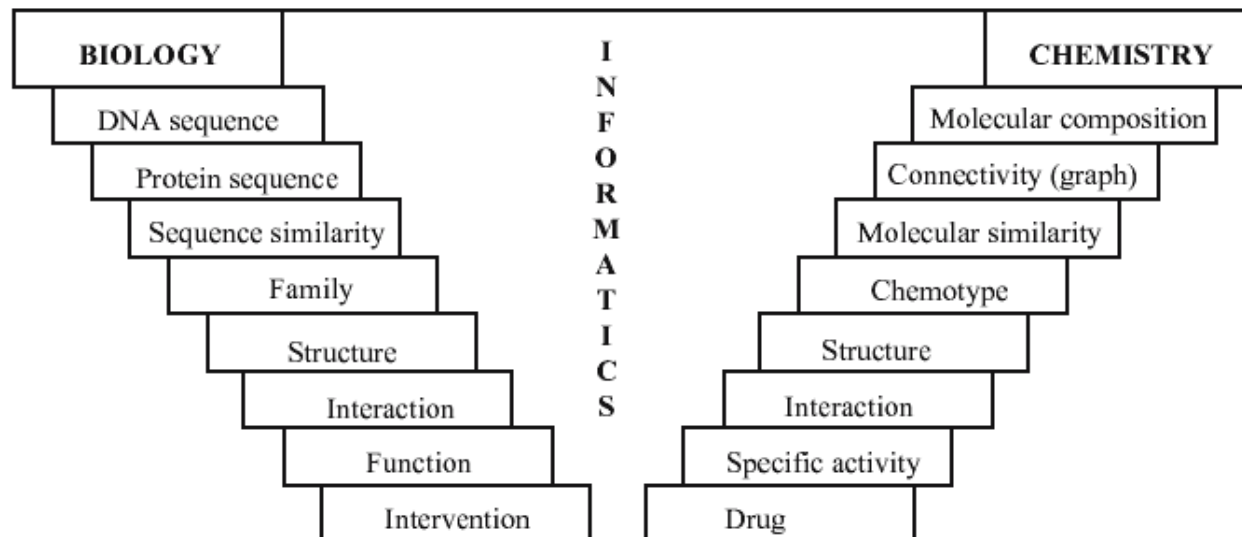 BIOLOGY
DNA sequence
Protein sequence
Sequence similarity
Family
Structure
Interaction
Function
Intervention
INFORMATICS
CHEMISTRY
Molecular composition
Connectivity (graph)
Molecular similarity
Chemotype
Structure
Interaction
Specific activity
Drug